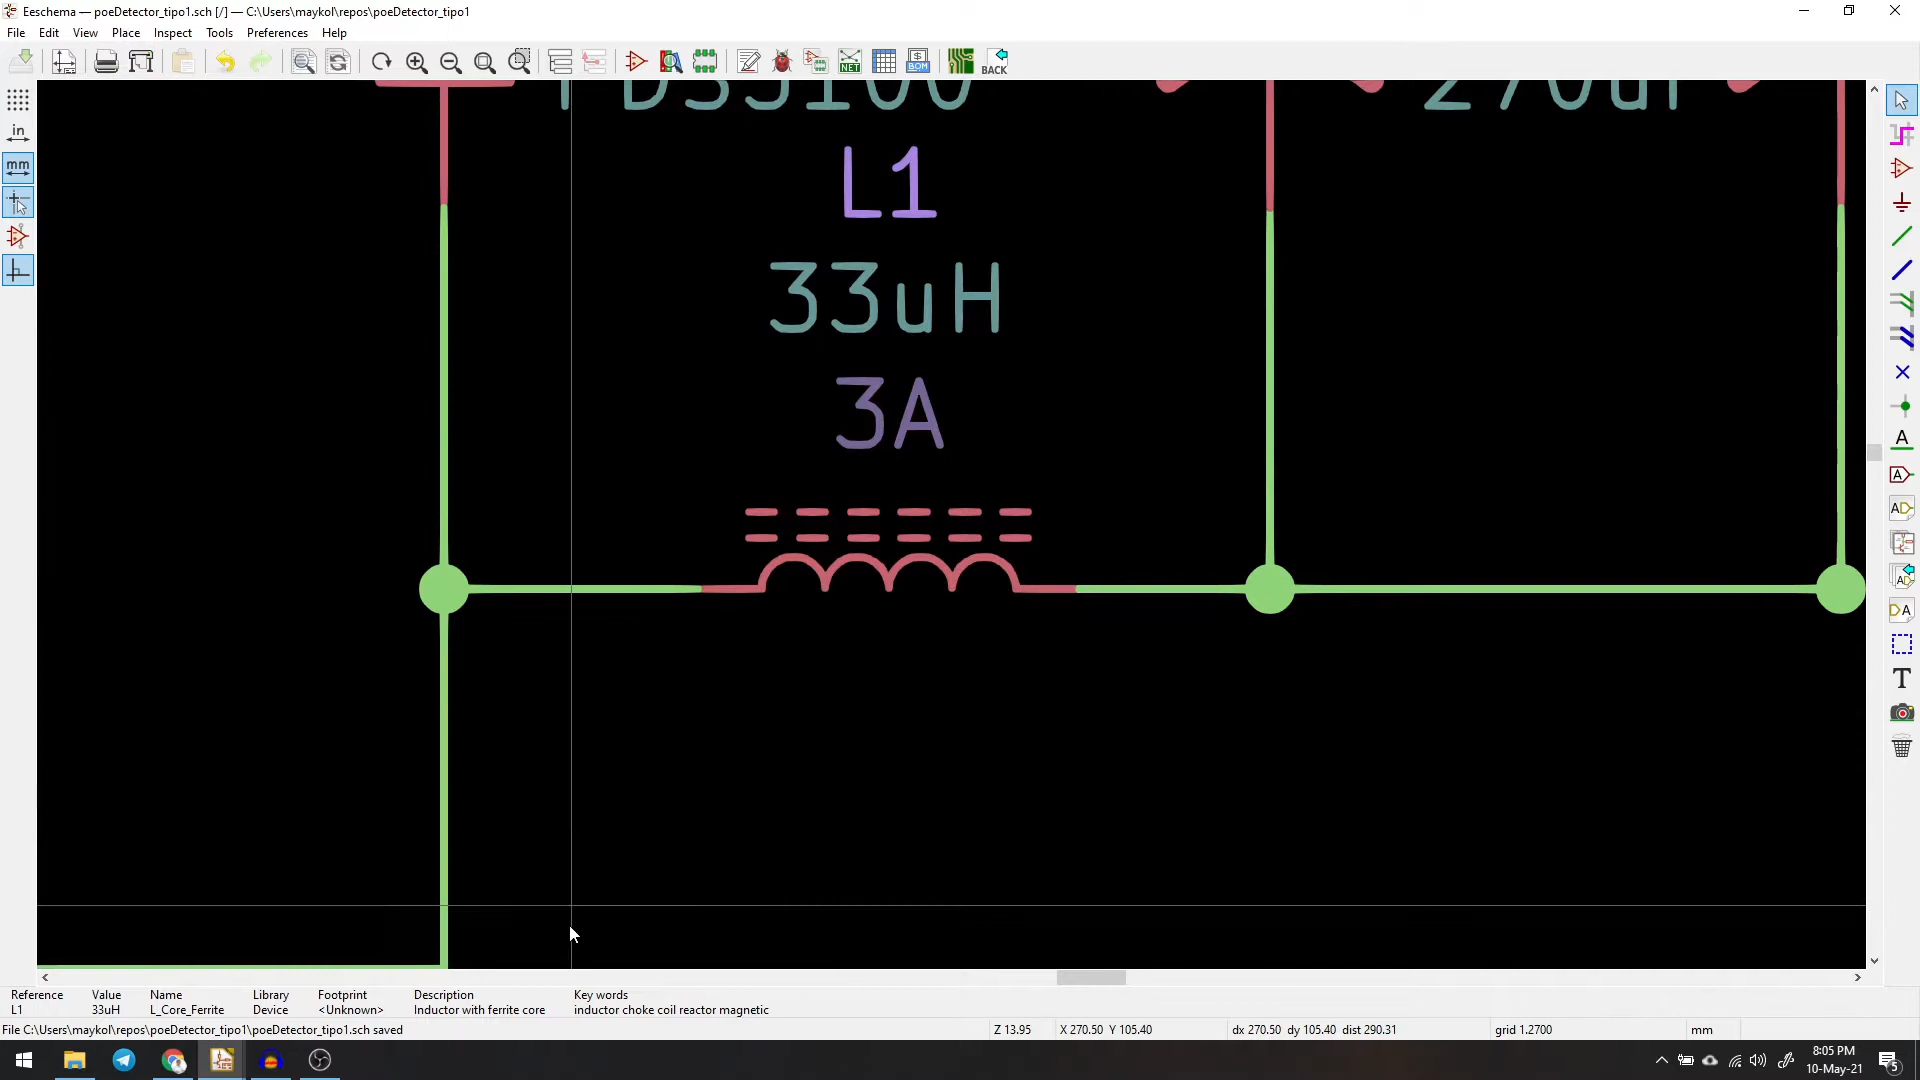 Eeschema — poeDetector_tipo1.sch [/] — C:\Users\maykol\repos\poeDetector_tipo1
File Edit View Place Inspect Tools Preferences Help
NET
$
BOM
BACK
in
mm
L1
33uH
3A
A
A
A
A
A
T
Reference Value Name Library Footprint Description Key words
L1 33uH L_Core_Ferrite Device <Unknown> Inductor with ferrite core inductor choke coil reactor magnetic
File C:\Users\maykol\repos\poeDetector_tipo1\poeDetector_tipo1.sch saved Z 13.95 X 270.50 Y 105.40 dx 270.50 dy 105.40 dist 290.31 grid 1.2700 mm
8:05 PM
10-May-21
5